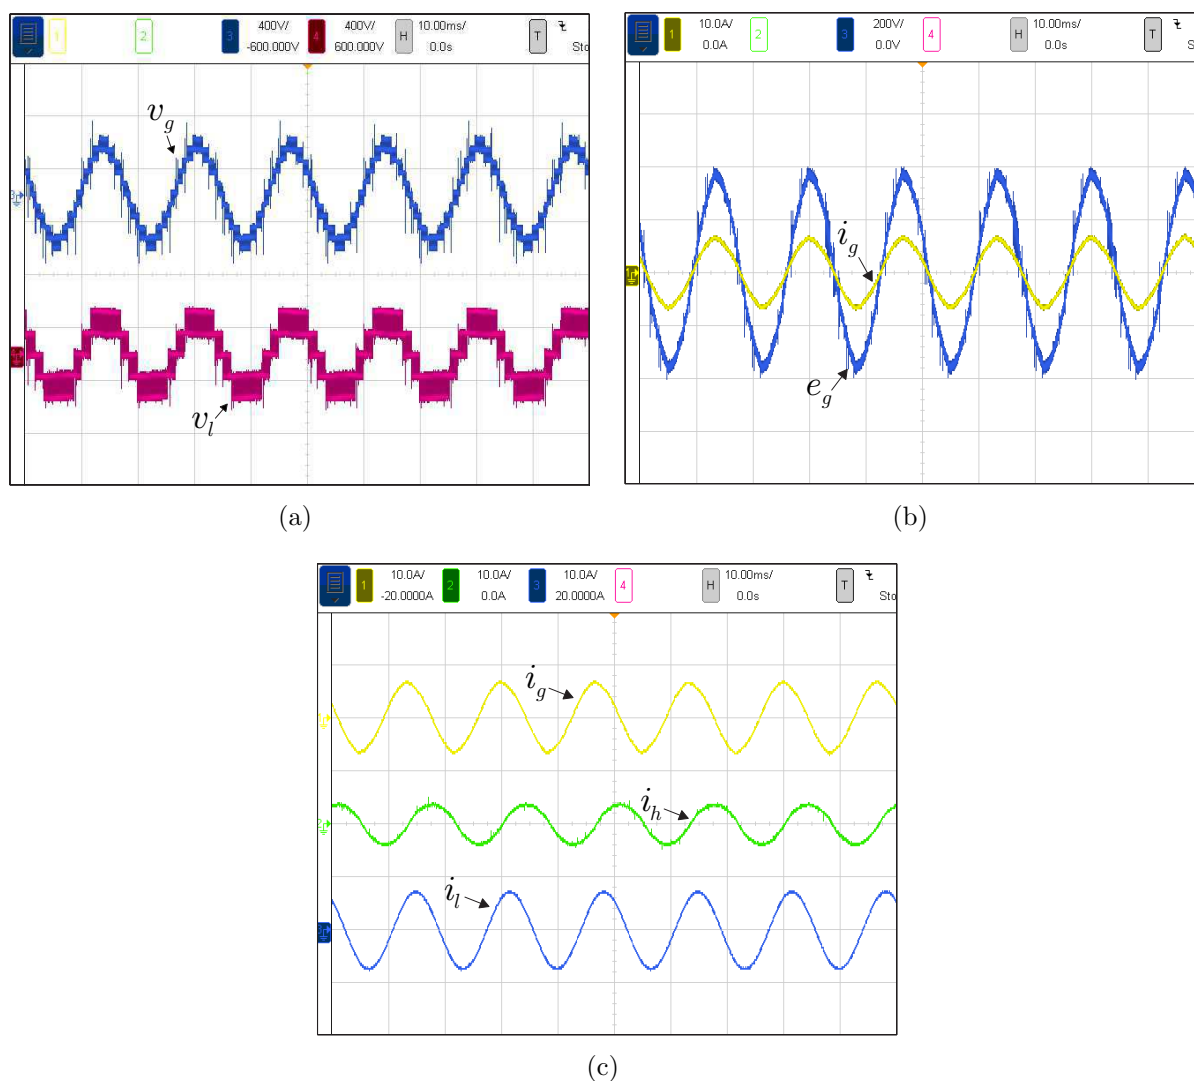 1 2 3 400V/ -600.000V 4 400V/ 600.000V H 10.00ms/ 0.0s T Sto
v_g
v_l
(a)
1 10.0A/ 0.0A 2 3 200V/ 0.0V 4 H 10.00ms/ 0.0s T S
i_g
e_g
(b)
1 10.0A/ -20.0000A 2 10.0A/ 0.0A 3 10.0A/ 20.0000A 4 H 10.00ms/ 0.0s T Sto
i_g
i_h
i_l
(c)